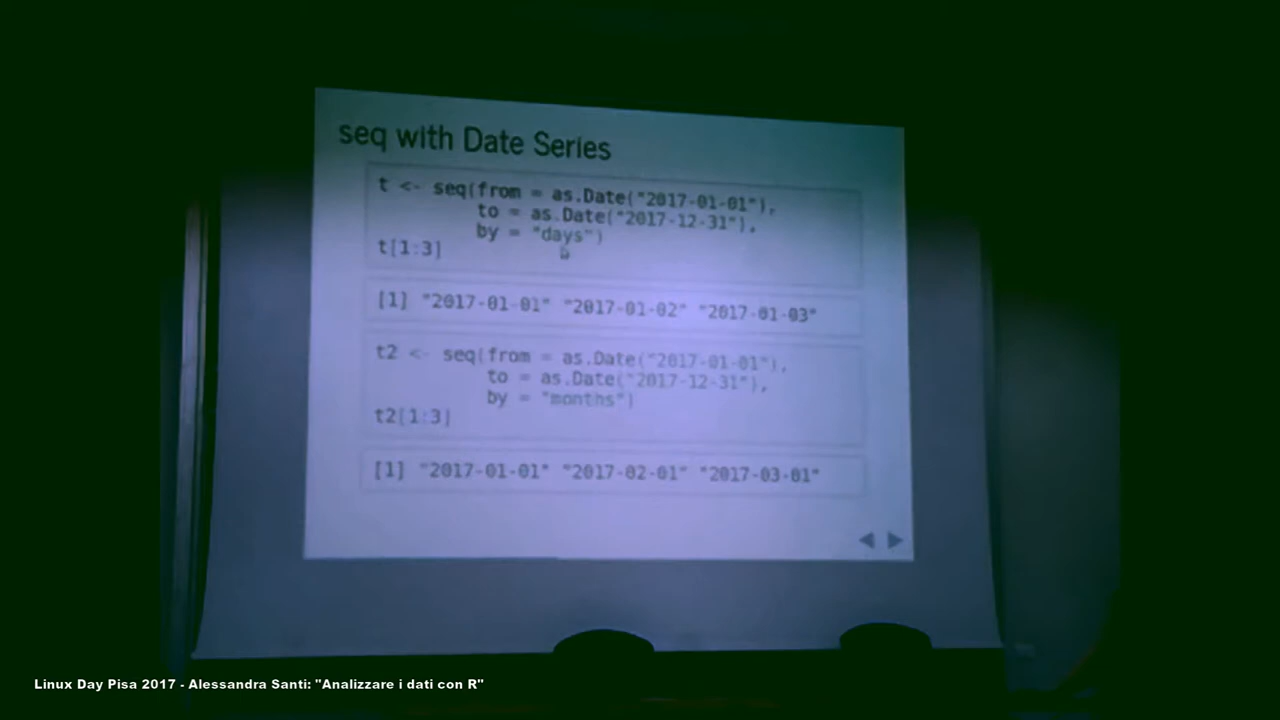 seq with Date Series
t <- seq(from = as.Date("2017-01-01"),
to = as.Date("2017-12-31"),
by = "days")
t[1:3]
[1] "2017-01-01" "2017-01-02" "2017-01-03"
t2 <- seq(from = as.Date("2017-01-01"),
to = as.Date("2017-12-31"),
by = "months")
t2[1:3]
[1] "2017-01-01" "2017-02-01" "2017-03-01"
Linux Day Pisa 2017 - Alessandra Santi: "Analizzare i dati con R"